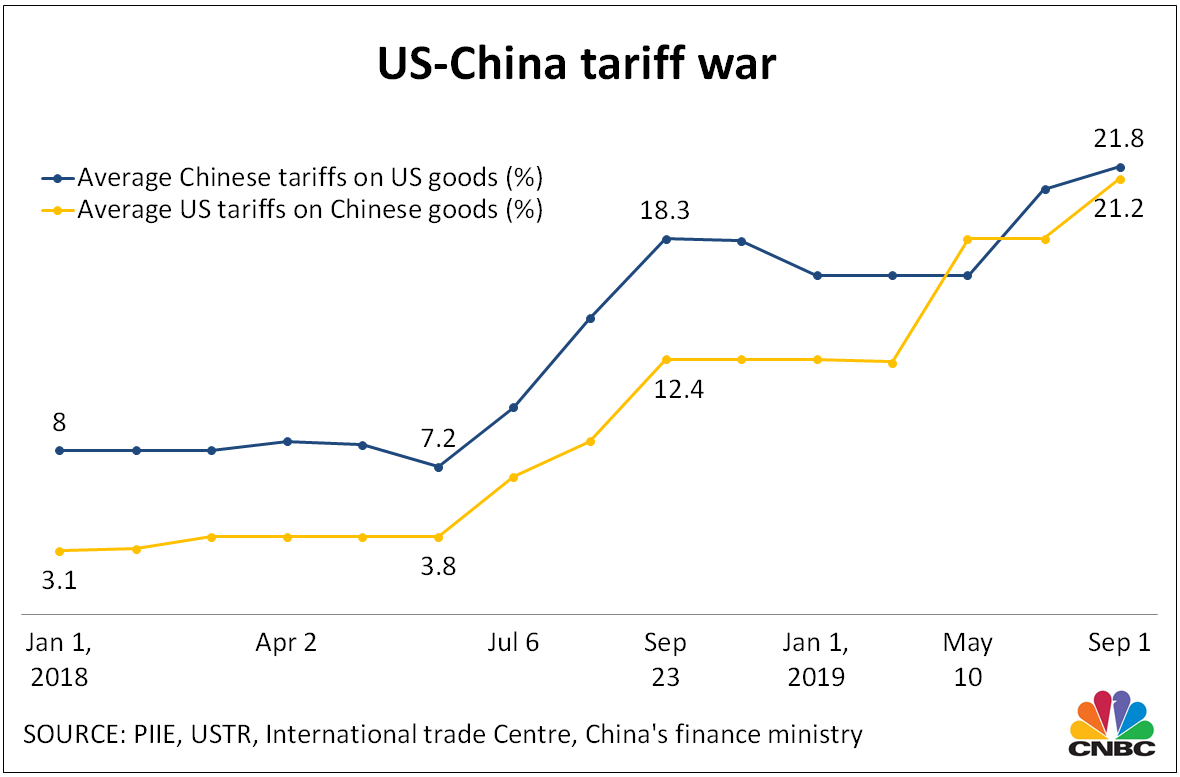 US-China tariff war
Average Chinese tariffs on US goods (%)
Average US tariffs on Chinese goods (%)
21.8
21.2
18.3
12.4
8
7.2
3.1
3.8
Jan 1, 2018
Apr 2
Jul 6
Sep 23
Jan 1, 2019
May 10
Sep 1
SOURCE: PIIE, USTR, International trade Centre, China's finance ministry
CNBC